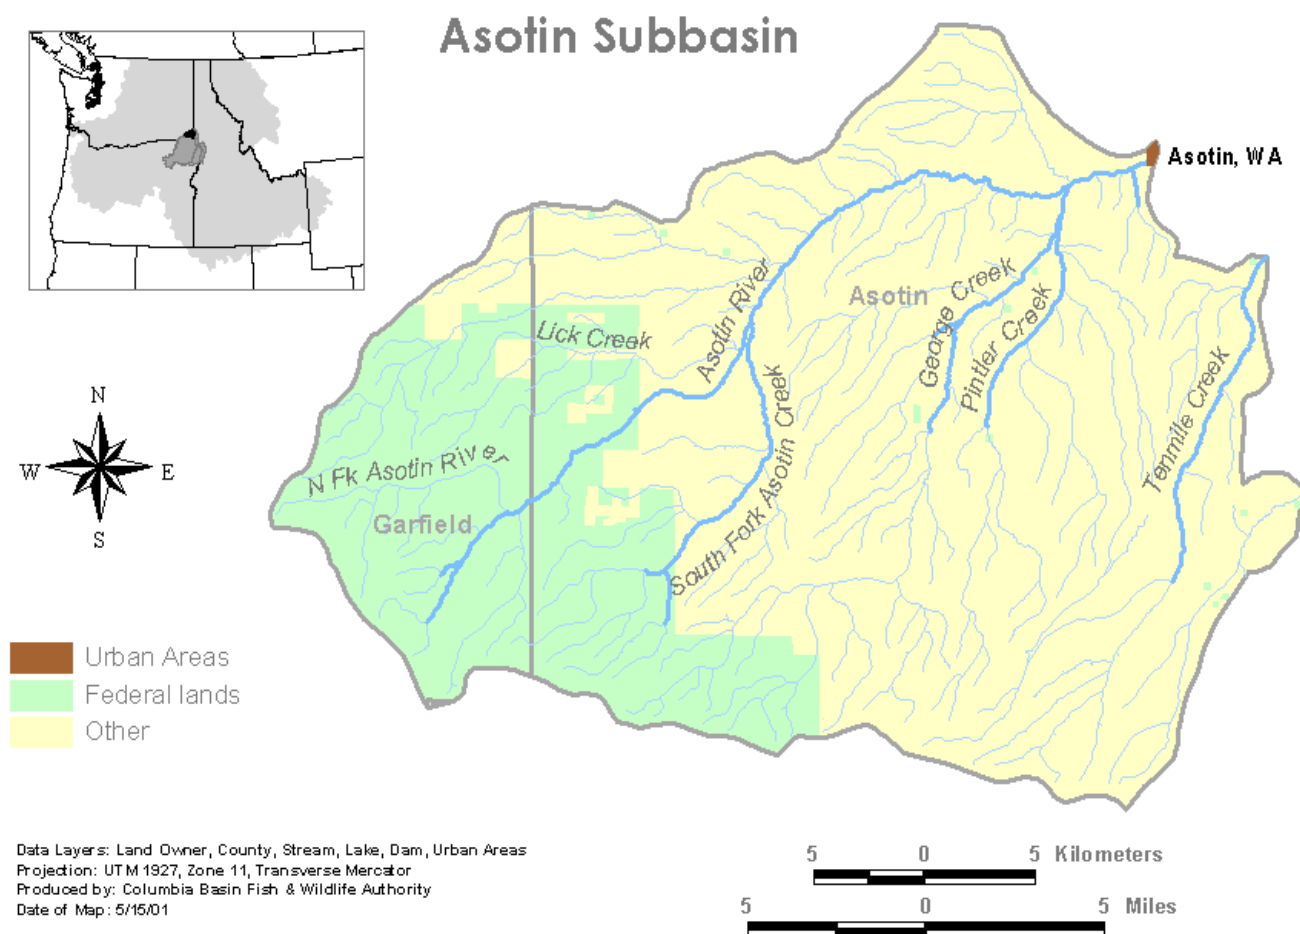 Asotin Subbasin
Asotin, WA
Asotin River
Asotin
George Creek
Pintler Creek
Lick Creek
South Fork Asotin Creek
Tenmile Creek
N Fk Asotin River
Garfield
N
W
E
S
Urban Areas
Federal lands
Other
Data Layers: Land Owner, County, Stream, Lake, Dam, Urban Areas
Projection: UTM 1927, Zone 11, Transverse Mercator
Produced by: Columbia Basin Fish & Wildlife Authority
Date of Map: 5/15/01
5 0 5 Kilometers
5 0 5 Miles